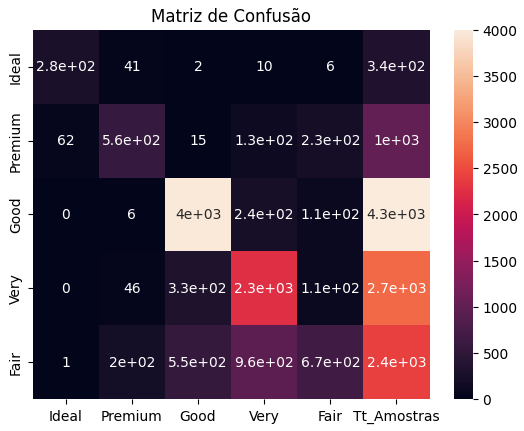 Matriz de Confusão
Ideal 2.8e+02 41 2 10 6 3.4e+02
Premium 62 5.6e+02 15 1.3e+02 2.3e+02 1e+03
Good 0 6 4e+03 2.4e+02 1.1e+02 4.3e+03
Very 0 46 3.3e+02 2.3e+03 1.1e+02 2.7e+03
Fair 1 2e+02 5.5e+02 9.6e+02 6.7e+02 2.4e+03
Ideal Premium Good Very Fair Tt_Amostras
4000
3500
3000
2500
2000
1500
1000
500
0